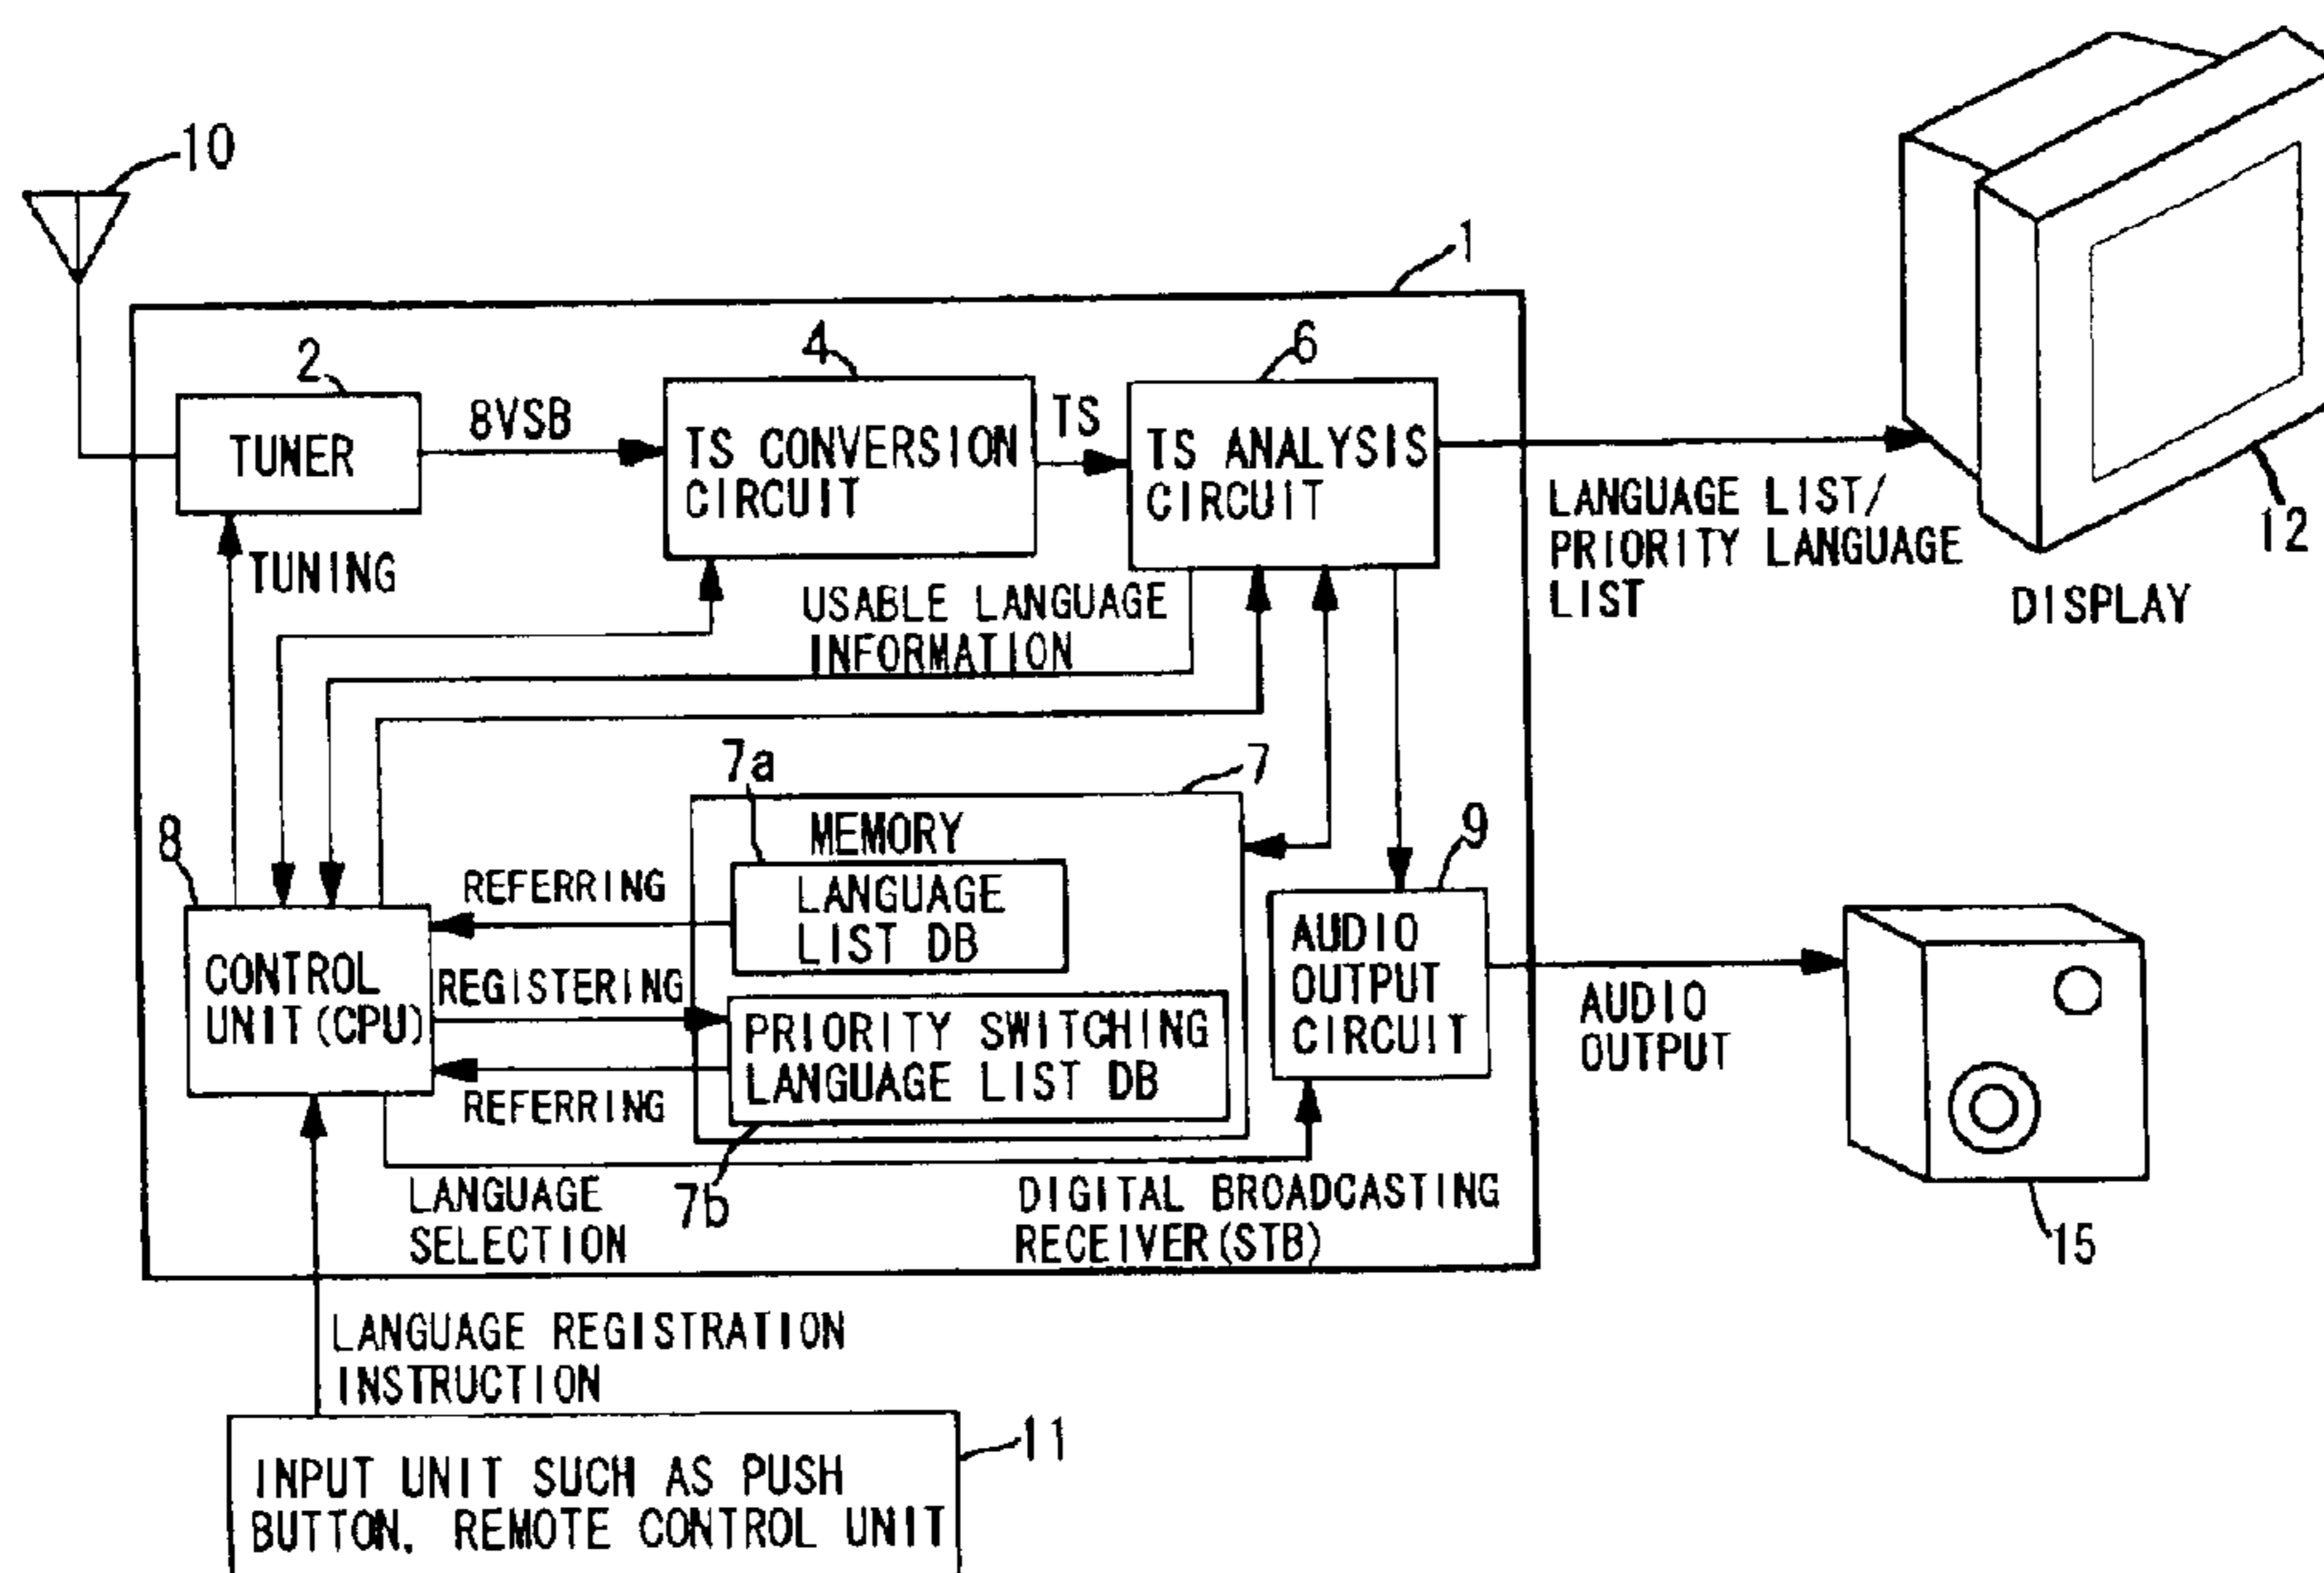 10
1
2
4
6
TUNER
8VSB
TS CONVERSION
CIRCUIT
TS
TS ANALYSIS
CIRCUIT
LANGUAGE LIST/
PRIORITY LANGUAGE
LIST
12
DISPLAY
TUNING
USABLE LANGUAGE
INFORMATION
7a
7
8
MEMORY
9
REFERRING
LANGUAGE
LIST DB
CONTROL
UNIT(CPU)
REGISTERING
PRIORITY SWITCHING
LANGUAGE LIST DB
REFERRING
AUDIO
OUTPUT
CIRCUIT
AUDIO
OUTPUT
LANGUAGE
SELECTION
7b
DIGITAL BROADCASTING
RECEIVER(STB)
15
LANGUAGE REGISTRATION
INSTRUCTION
11
INPUT UNIT SUCH AS PUSH
BUTTON. REMOTE CONTROL UNIT